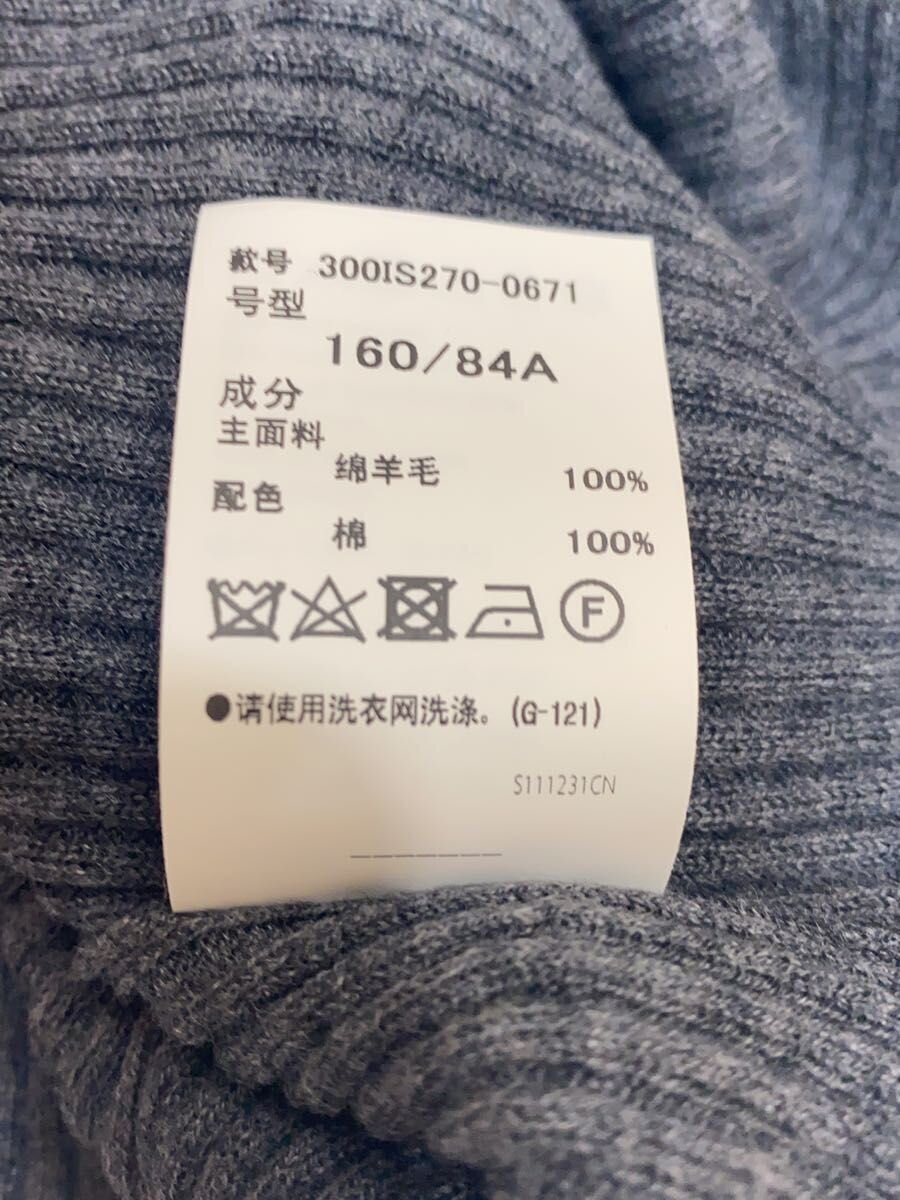 款号 300IS270-0671
号型
160/84A
成分
主面料
绵羊毛 100%
配色
棉 100%
F
●请使用洗衣网洗涤。(G-121)
S111231CN